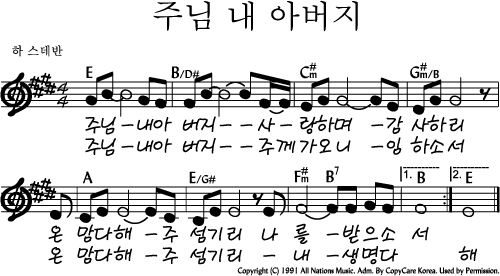 주님 내 아버지
하 스데반
E B/D# C#m G#m/B
주님-내아 버지---사-랑하며-감 사하리
주님-내아 버지---주께 가오니-임 하소서
A E/G# F#m B7 1. B 2. E
온 맘다해-주 섬기리 나 를-받으소 서
온 맘다해-주 섬기리-내-생명다 해
Copyright (C) 1991 All Nations Music. Adm. By CopyCare Korea. Used by Permission.